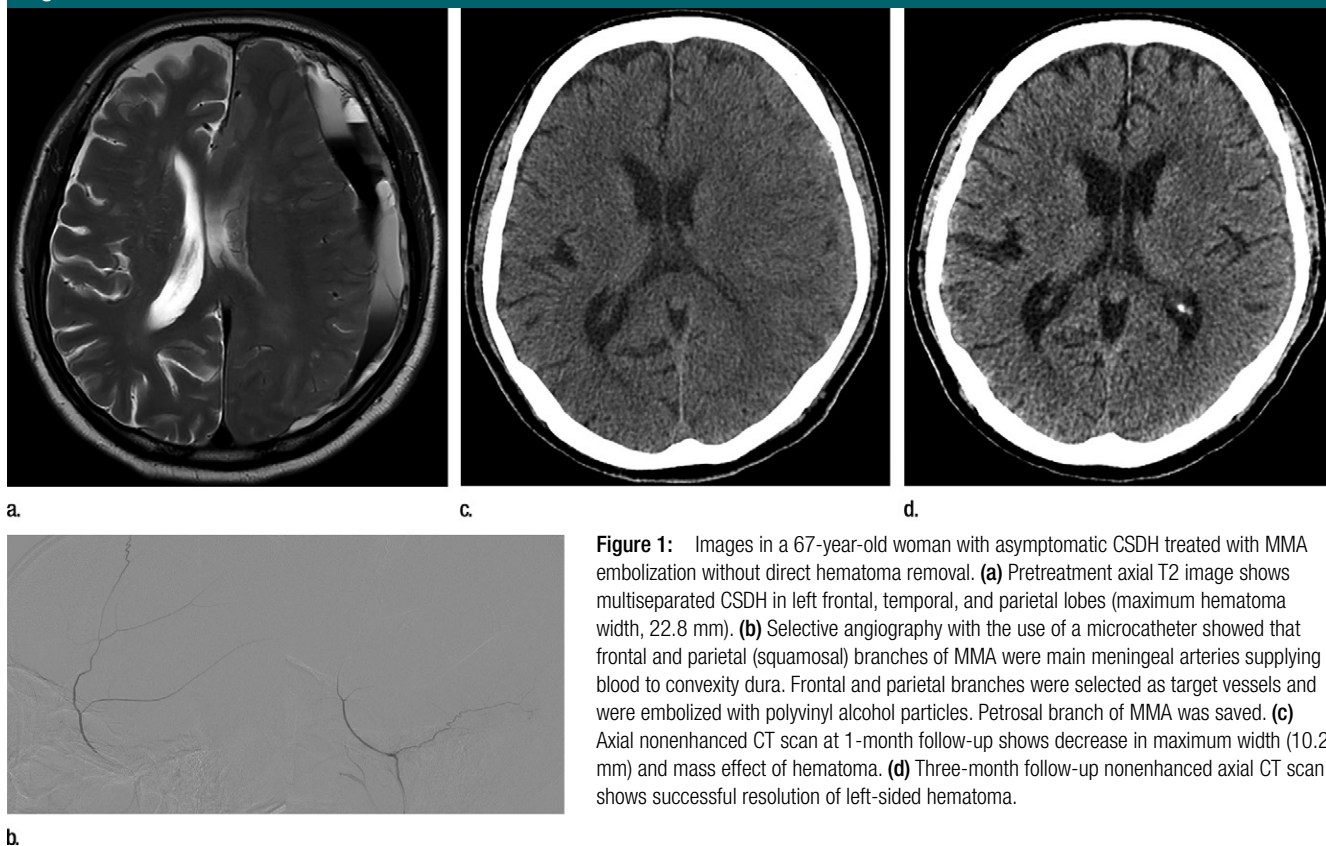 a.
c.
d.
Figure 1: Images in a 67-year-old woman with asymptomatic CSDH treated with MMA
embolization without direct hematoma removal. (a) Pretreatment axial T2 image shows
multiseparated CSDH in left frontal, temporal, and parietal lobes (maximum hematoma
width, 22.8 mm). (b) Selective angiography with the use of a microcatheter showed that
frontal and parietal (squamosal) branches of MMA were main meningeal arteries supplying
blood to convexity dura. Frontal and parietal branches were selected as target vessels and
were embolized with polyvinyl alcohol particles. Petrosal branch of MMA was saved. (c)
Axial nonenhanced CT scan at 1-month follow-up shows decrease in maximum width (10.2
mm) and mass effect of hematoma. (d) Three-month follow-up nonenhanced axial CT scan
shows successful resolution of left-sided hematoma.
b.